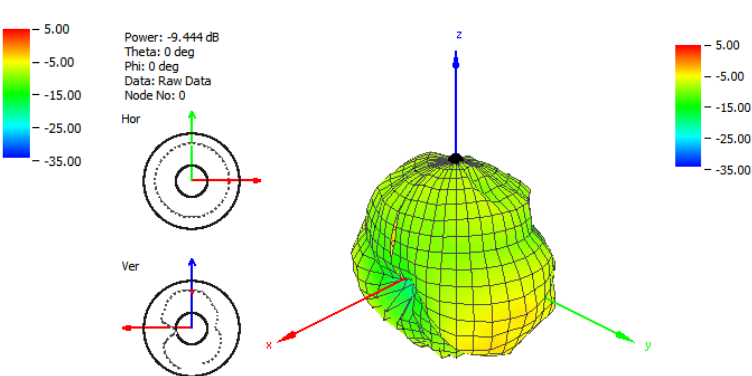 5.00
-5.00
-15.00
-25.00
-35.00
Power: -9.444 dB
Theta: 0 deg
Phi: 0 deg
Data: Raw Data
Node No: 0
Hor
Ver
z
x
y
5.00
-5.00
-15.00
-25.00
-35.00